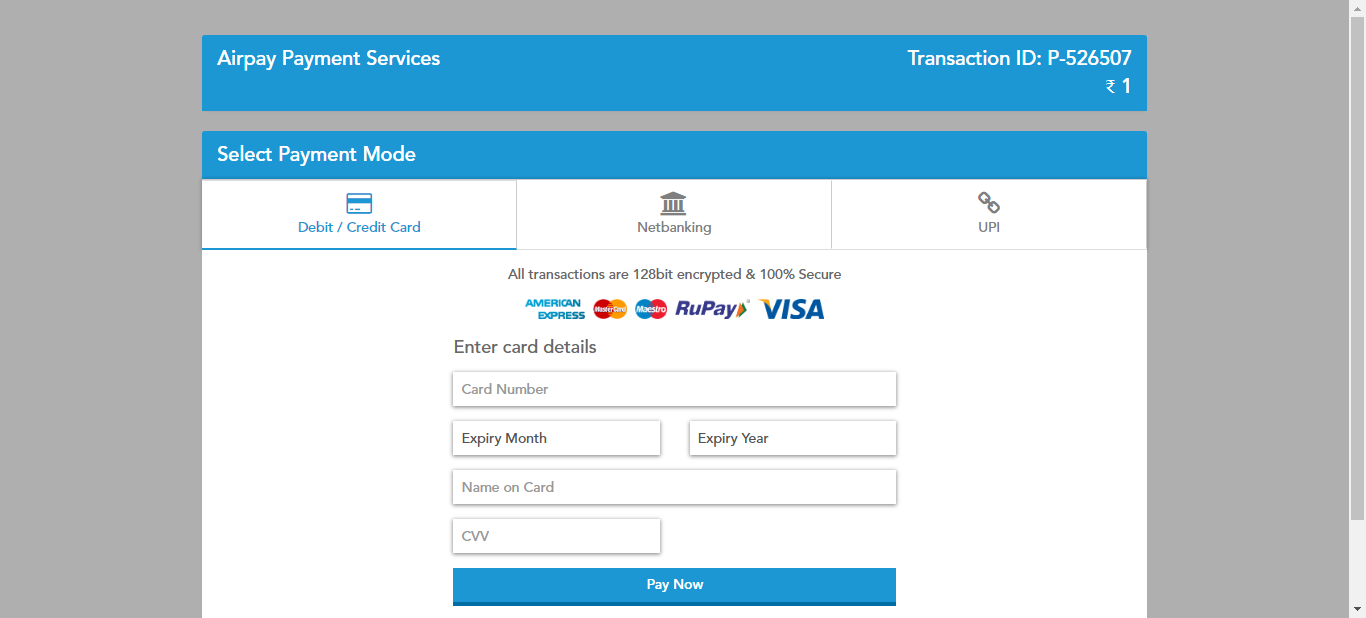 Airpay Payment Services
Transaction ID: P-526507
₹ 1
Select Payment Mode
Debit / Credit Card
Netbanking
UPI
All transactions are 128bit encrypted & 100% Secure
AMERICAN EXPRESS MasterCard Maestro RuPay VISA
Enter card details
Card Number
Expiry Month
Expiry Year
Name on Card
CVV
Pay Now